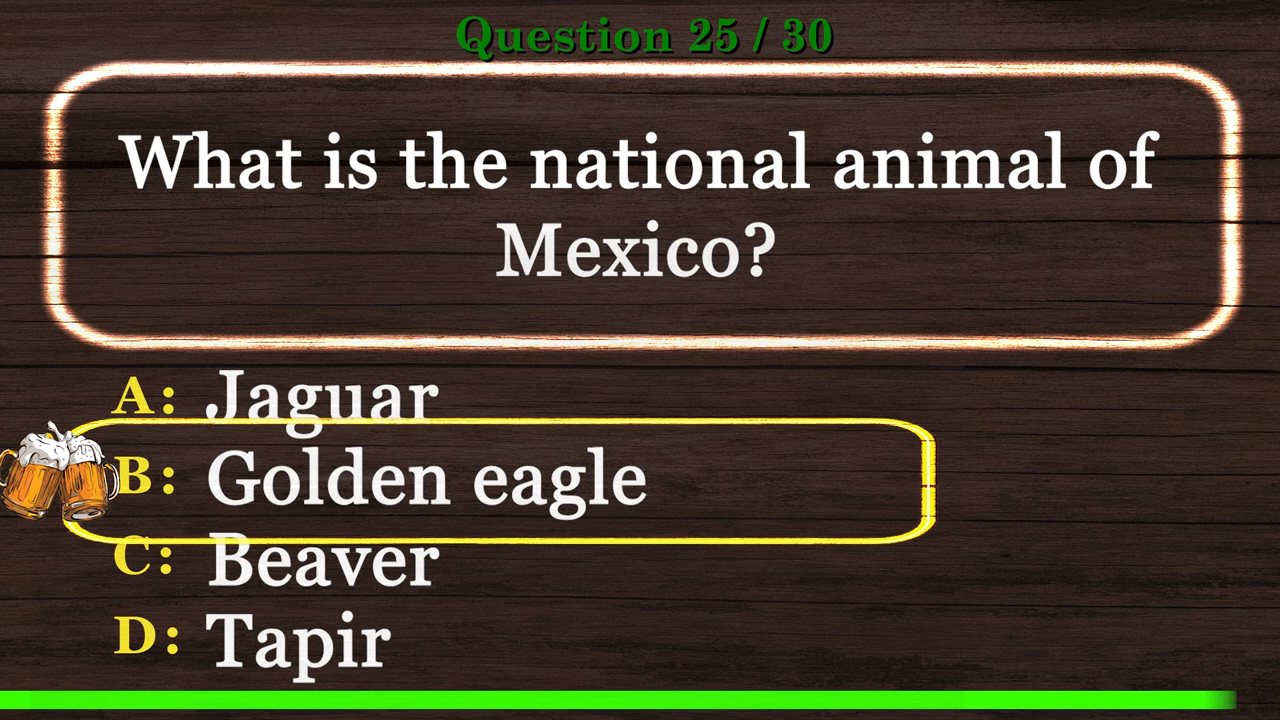 Question 25 / 30
What is the national animal of
Mexico?
A: Jaguar
B: Golden eagle
C: Beaver
D: Tapir